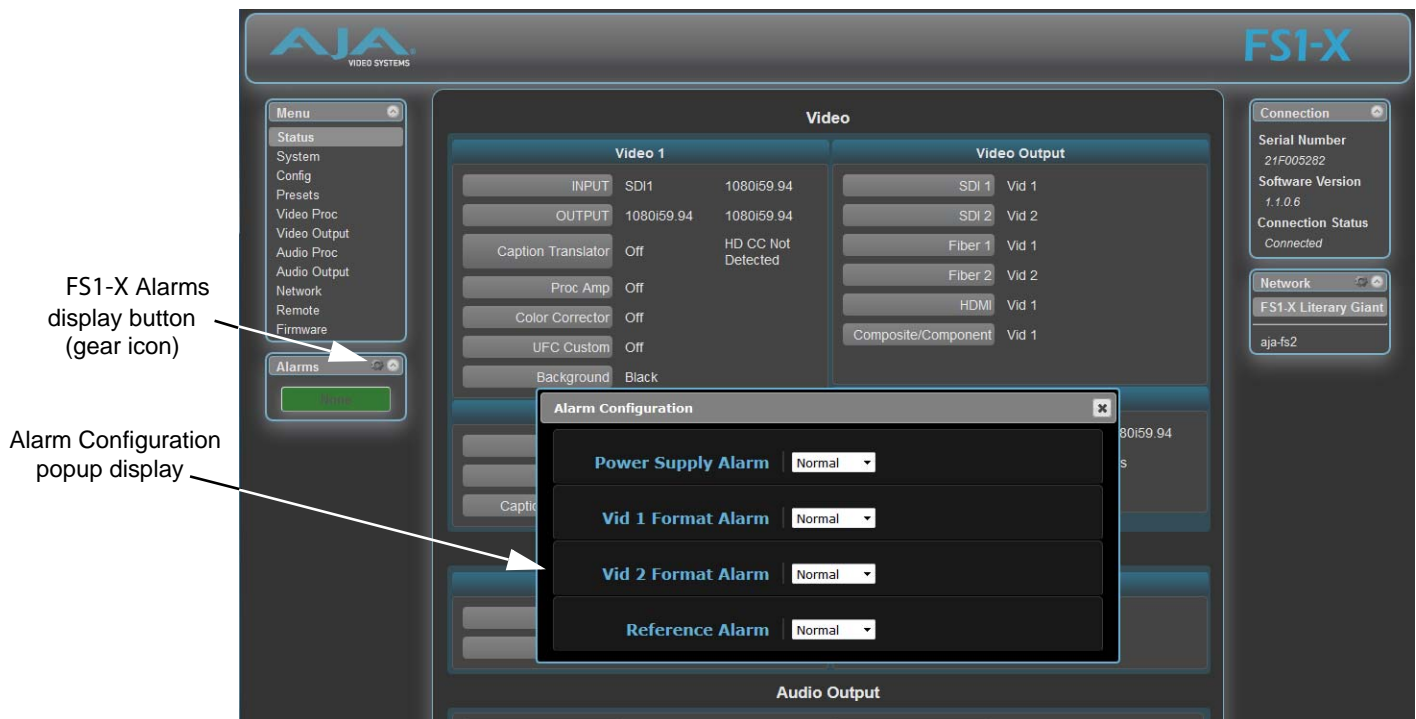 AJA
VIDEO SYSTEMS
FS1-X
Menu
Status
System
Config
Presets
Video Proc
Video Output
Audio Proc
Audio Output
Network
Remote
Firmware
Alarms
None
FS1-X Alarms
display button
(gear icon)
Alarm Configuration
popup display
Video
Video 1
INPUT SDI1 1080i59.94
OUTPUT 1080i59.94 1080i59.94
Caption Translator Off HD CC Not
Detected
Proc Amp Off
Color Corrector Off
UFC Custom Off
Background Black
Video Output
SDI 1 Vid 1
SDI 2 Vid 2
Fiber 1 Vid 1
Fiber 2 Vid 2
HDMI Vid 1
Composite/Component Vid 1
Alarm Configuration
Power Supply Alarm Normal
Vid 1 Format Alarm Normal
Vid 2 Format Alarm Normal
Reference Alarm Normal
Audio Output
Connection
Serial Number
21F005282
Software Version
1.1.0.6
Connection Status
Connected
Network
FS1-X Literary Giant
aja-fs2